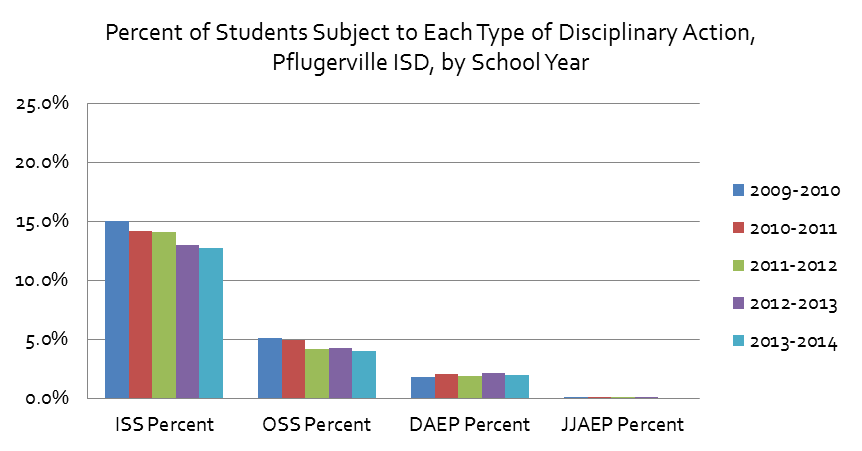 Percent of Students Subject to Each Type of Disciplinary Action,
Pflugerville ISD, by School Year
25.0%
20.0%
15.0%
10.0%
5.0%
0.0%
ISS Percent
OSS Percent
DAEP Percent
JJAEP Percent
2009-2010
2010-2011
2011-2012
2012-2013
2013-2014